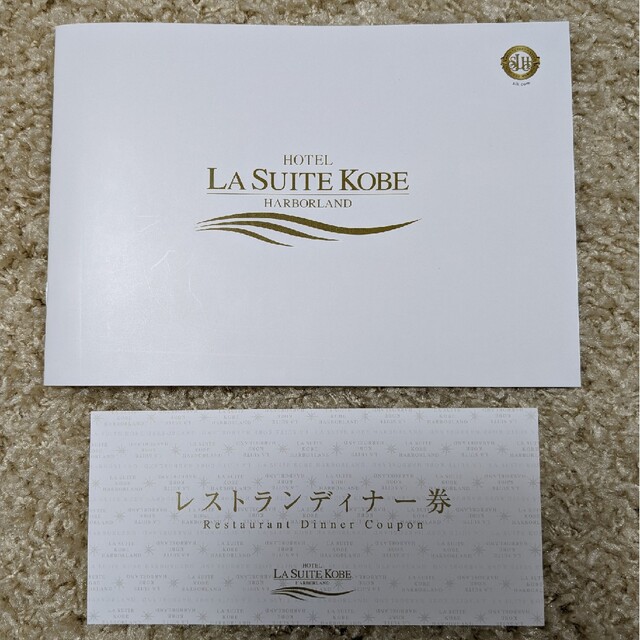 HOTEL
LA SUITE KOBE
HARBORLAND
レストランディナー券
Restaurant Dinner Coupon
HOTEL
LA SUITE KOBE
HARBORLAND